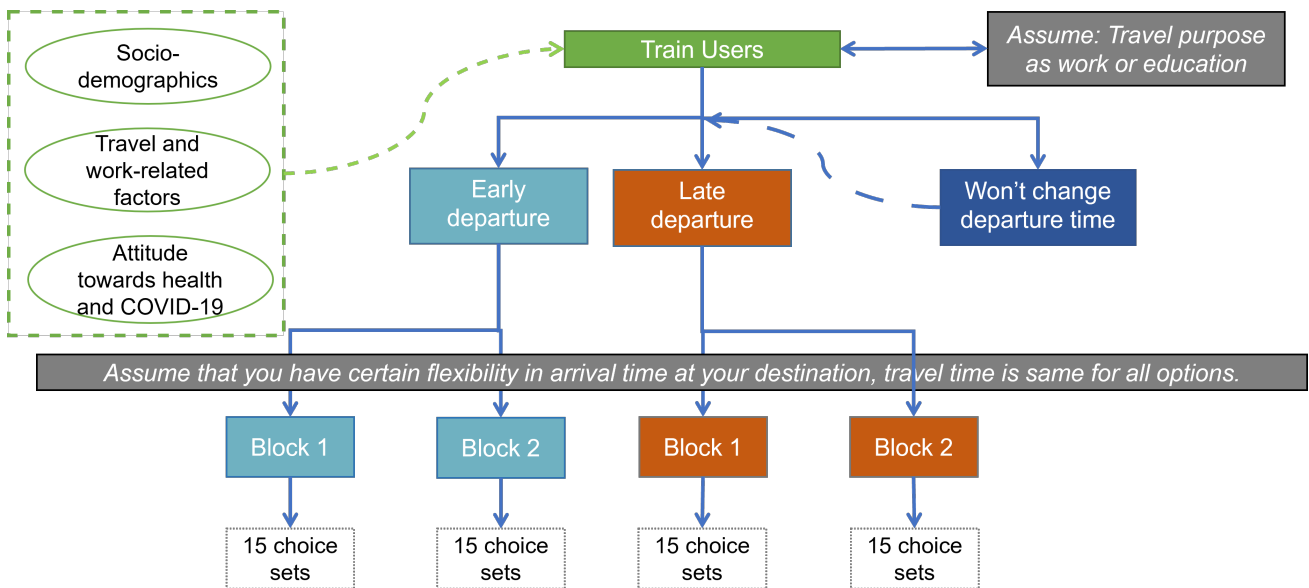 Socio-
demographics
Travel and
work-related
factors
Attitude
towards health
and COVID-19
Train Users
Assume: Travel purpose
as work or education
Early
departure
Late
departure
Won’t change
departure time
Assume that you have certain flexibility in arrival time at your destination, travel time is same for all options.
Block 1
Block 2
Block 1
Block 2
15 choice
sets
15 choice
sets
15 choice
sets
15 choice
sets